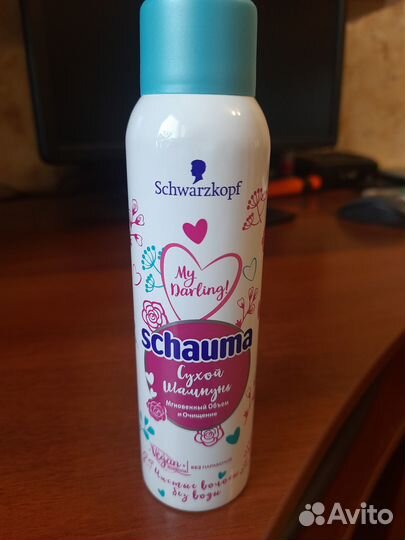 Schwarzkopf
My
Darling!
schauma
Сухой
Шампунь
Мгновенный Объем
и Очищение
Vegan
без парабенов
Чистые волосы
без воды
Avito